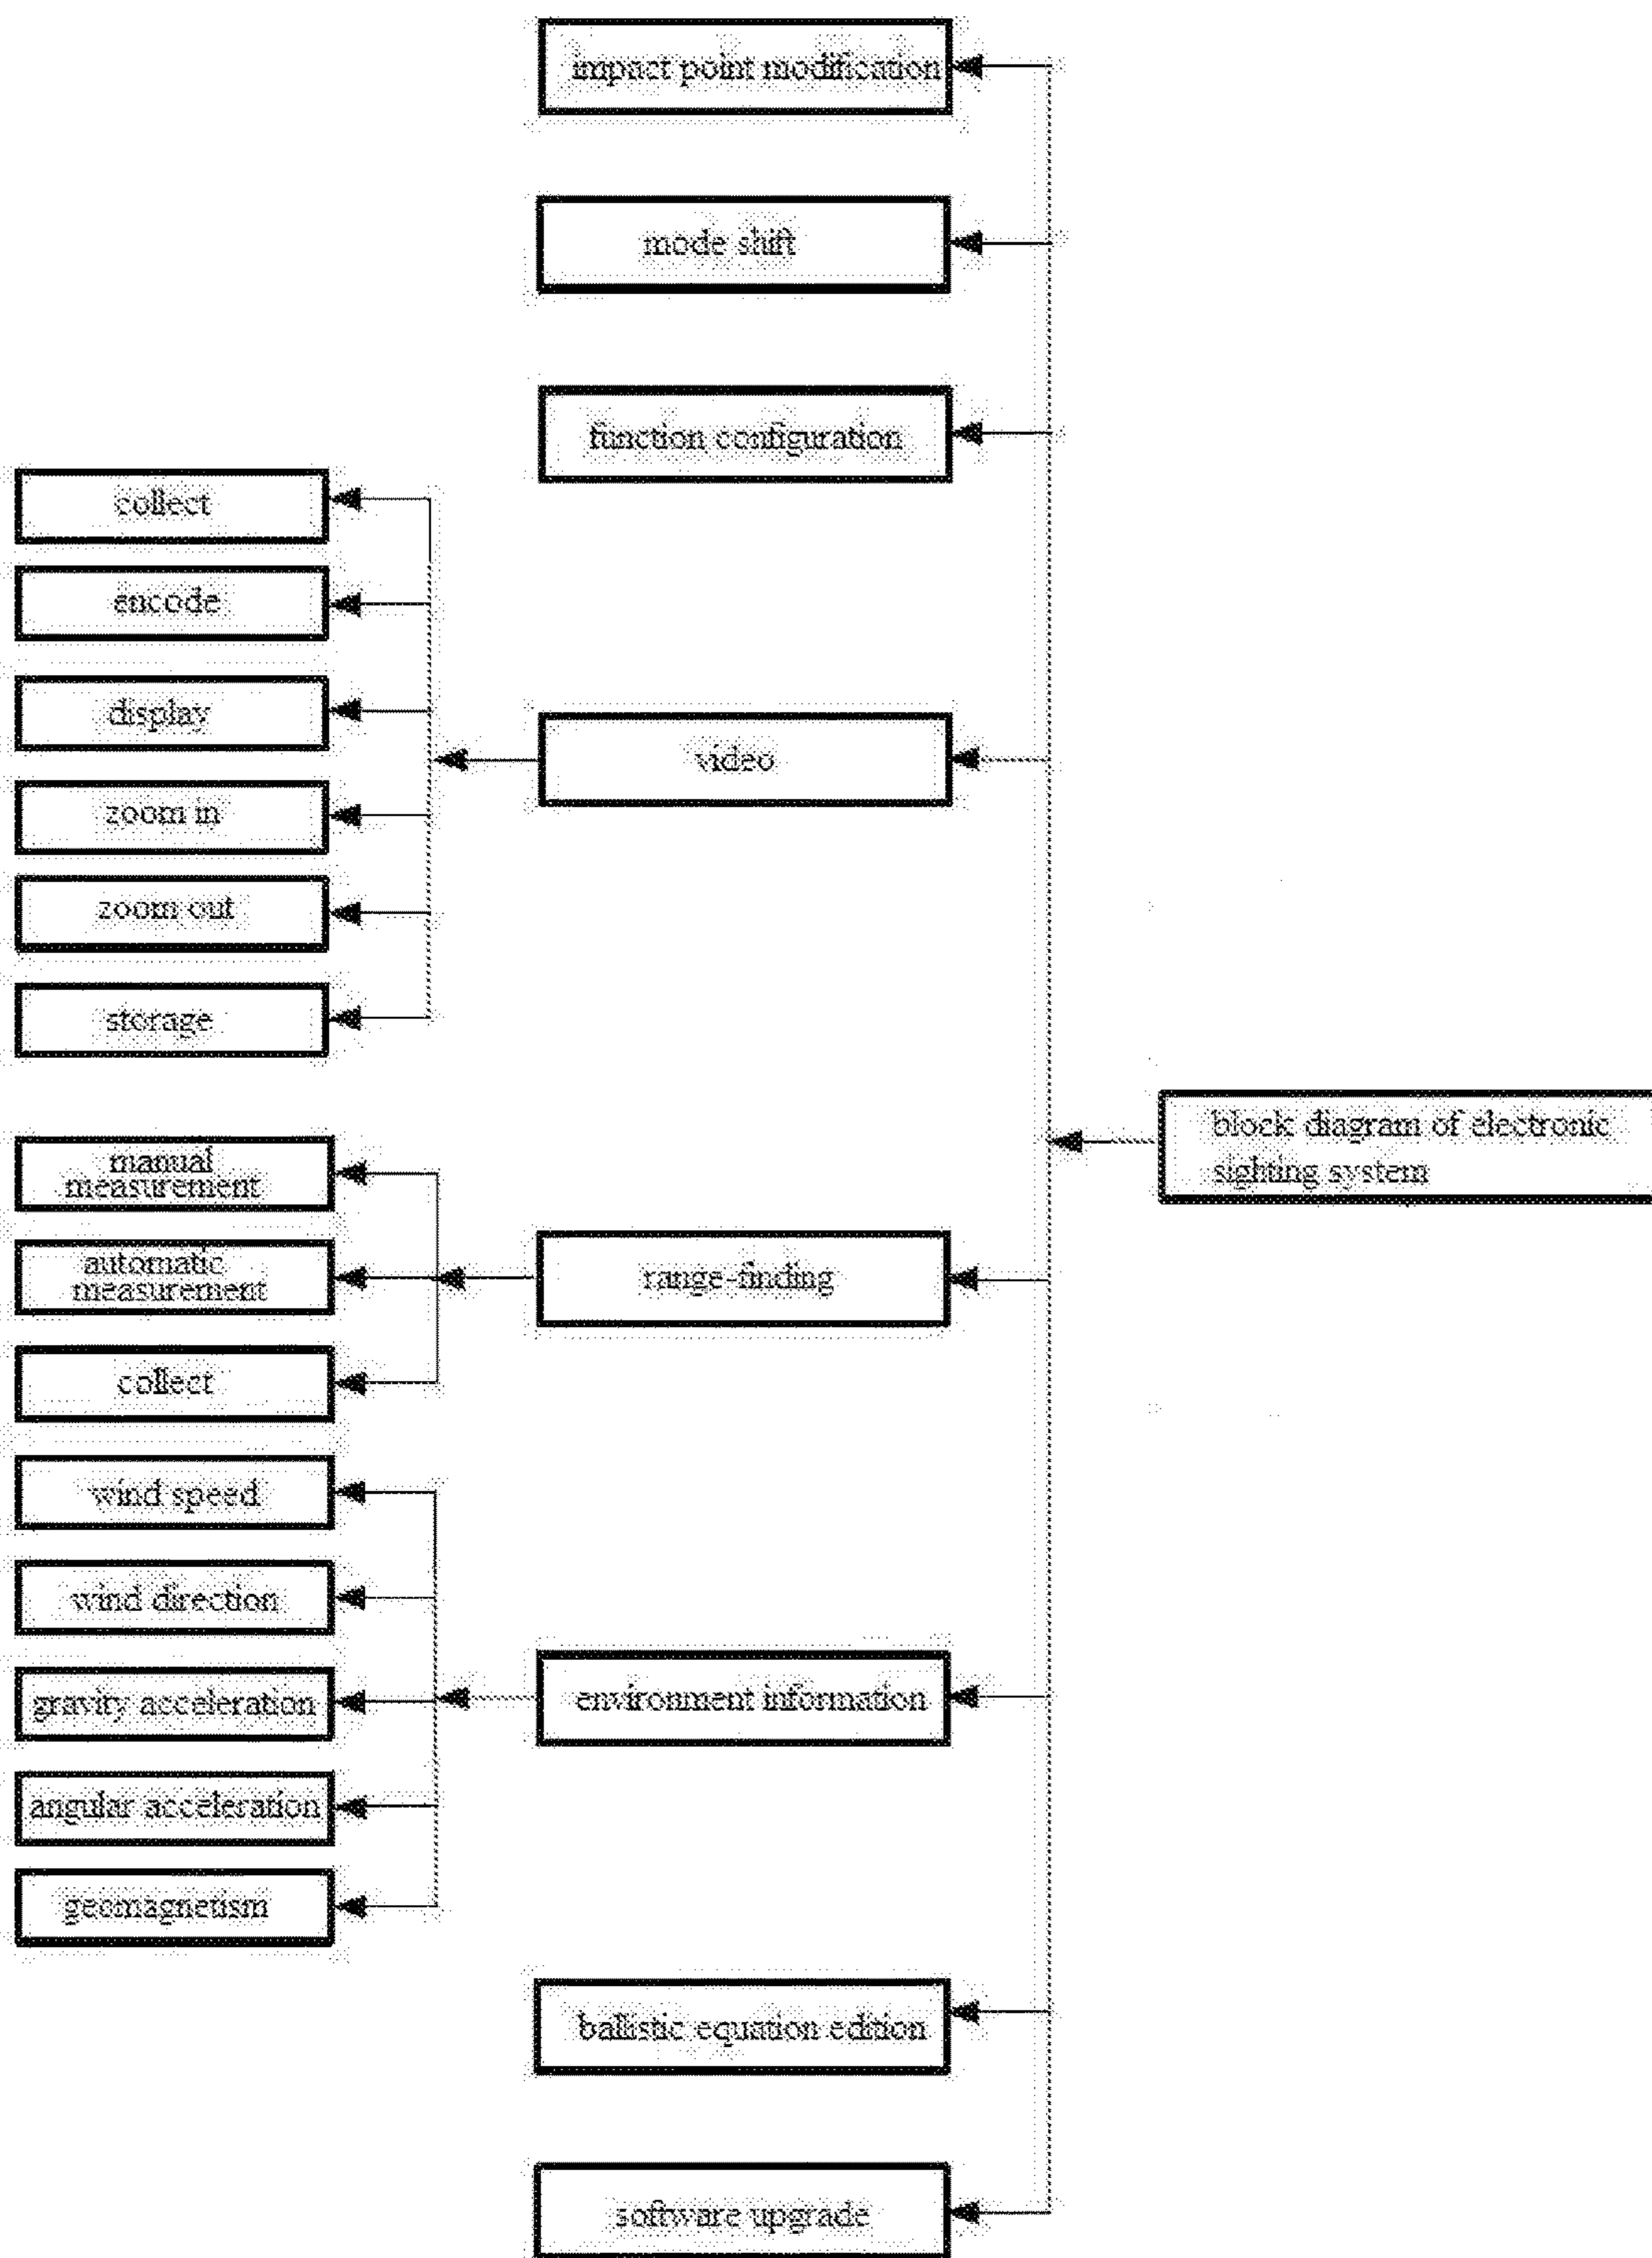 impact point modification
mode shift
function configuration
collect
encode
display
zoom in
zoom out
storage
video
block diagram of electronic
sighting system
manual
measurement
automatic
measurement
collect
range-finding
wind speed
wind direction
gravity acceleration
angular acceleration
geomagnetism
environment information
ballistic equation edition
software upgrade